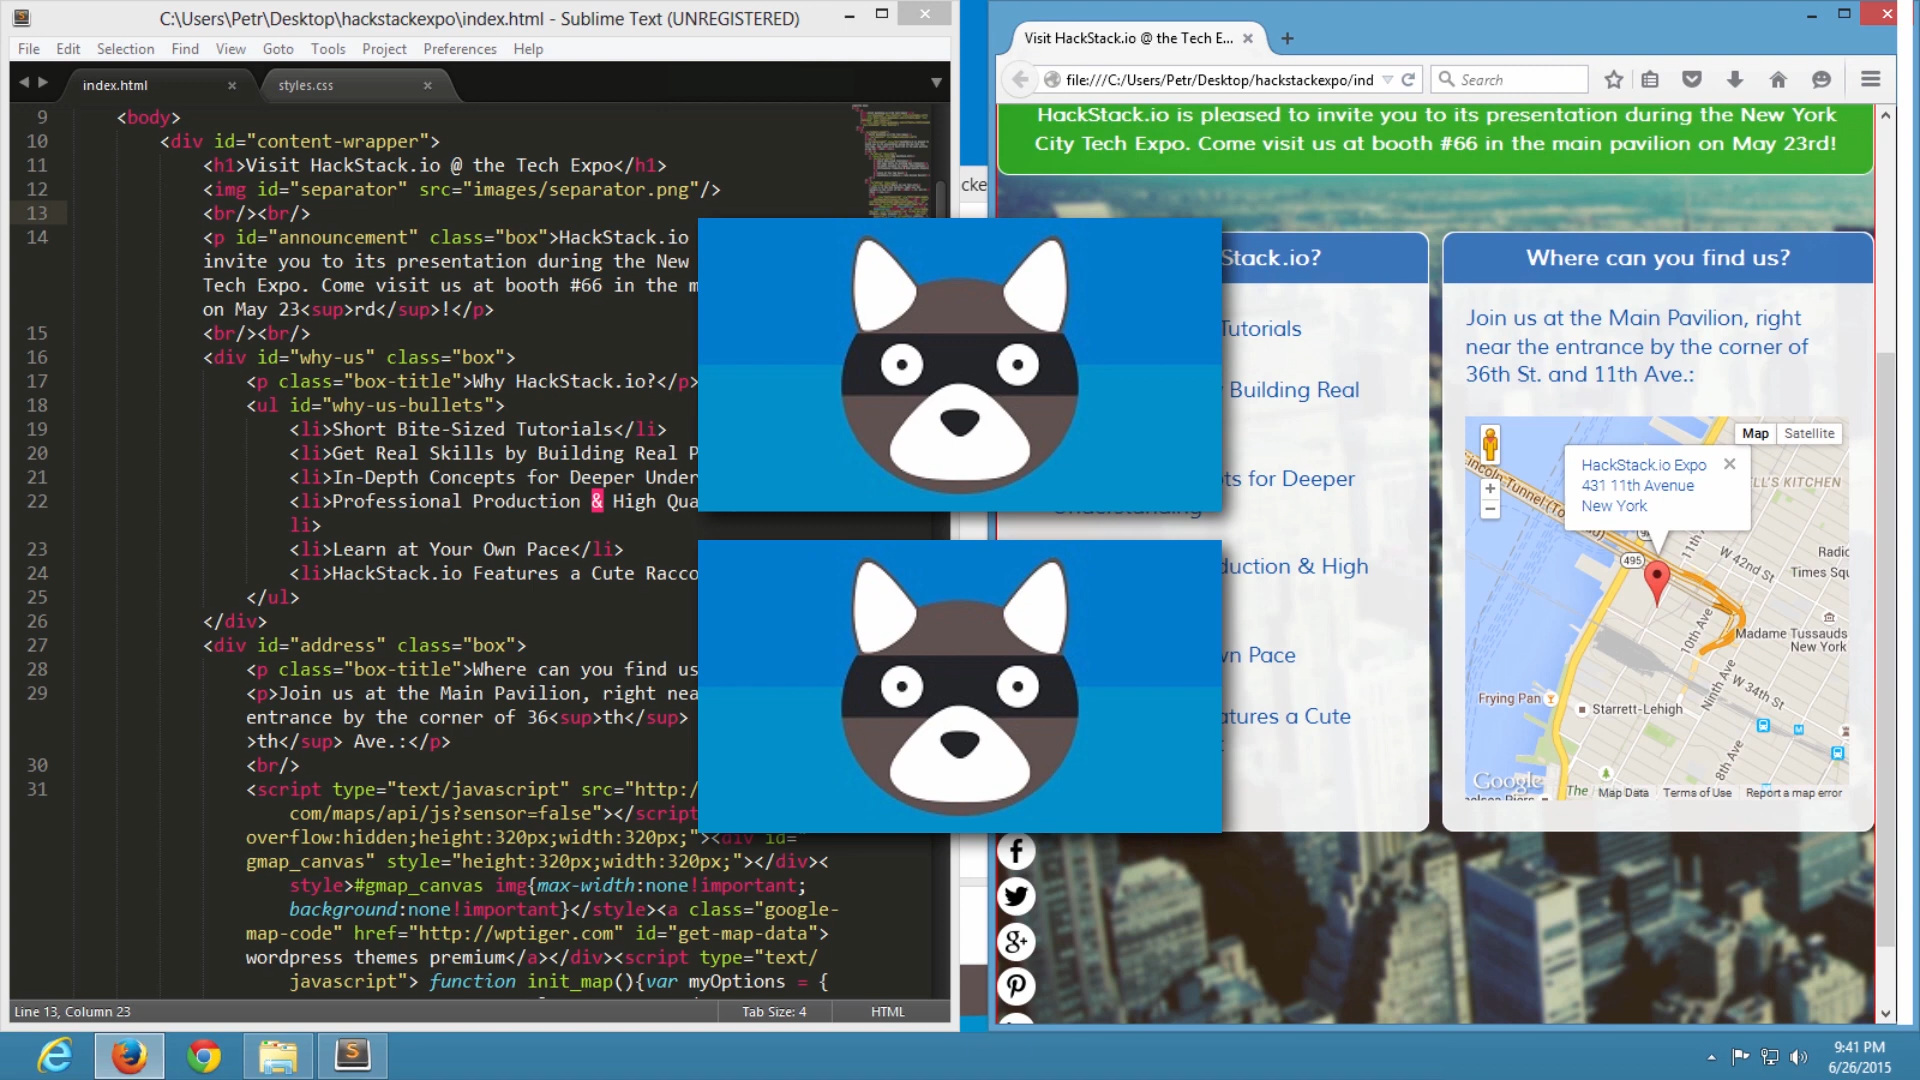 C:\Users\Petr\Desktop\hackstackexpo\index.html - Sublime Text (UNREGISTERED)
File Edit Selection Find View Goto Tools Project Preferences Help
index.html
styles.css
9 <body>
10 <div id="content-wrapper">
11 <h1>Visit HackStack.io @ the Tech Expo</h1>
12 <img id="separator" src="images/separator.png"/>
13 <br/><br/>
14 <p id="announcement" class="box">HackStack.io
invite you to its presentation during the New
Tech Expo. Come visit us at booth #66 in the m
on May 23<sup>rd</sup>!</p>
15 <br/><br/>
16 <div id="why-us" class="box">
17 <p class="box-title">Why HackStack.io?</p>
18 <ul id="why-us-bullets">
19 <li>Short Bite-Sized Tutorials</li>
20 <li>Get Real Skills by Building Real P
21 <li>In-Depth Concepts for Deeper Under
22 <li>Professional Production & High Qua
li>
23 <li>Learn at Your Own Pace</li>
24 <li>HackStack.io Features a Cute Racco
25 </ul>
26 </div>
27 <div id="address" class="box">
28 <p class="box-title">Where can you find us
29 <p>Join us at the Main Pavilion, right nea
entrance by the corner of 36<sup>th</sup>
>th</sup> Ave.:</p>
30 <br/>
31 <script type="text/javascript" src="http:/
com/maps/api/js?sensor=false"></script
overflow:hidden;height:320px;width:320px;"><div id="
gmap_canvas" style="height:320px;width:320px;"></div><
style>#gmap_canvas img{max-width:none!important;
background:none!important}</style><a class="google-
map-code" href="http://wptiger.com" id="get-map-data">
wordpress themes premium</a></div><script type="text/
javascript"> function init_map(){var myOptions = {
Line 13, Column 23
Tab Size: 4
HTML
cke
Visit HackStack.io @ the Tech E...
file:///C:/Users/Petr/Desktop/hackstackexpo/ind
Search
HackStack.io is pleased to invite you to its presentation during the New York
City Tech Expo. Come visit us at booth #66 in the main pavilion on May 23rd!
Stack.io?
Tutorials
Building Real
ts for Deeper
Understanding
duction & High
vn Pace
atures a Cute
Where can you find us?
Join us at the Main Pavilion, right
near the entrance by the corner of
36th St. and 11th Ave.:
Map Satellite
HackStack.io Expo
431 11th Avenue
New York
+
−
incoln Tunnel (To
ELL'S KITCHEN
11th
495
W 42nd St
Radio
Times Squ
10th Ave
Madame Tussauds
New York
Ninth Ave
W 34th St
Frying Pan
Starrett-Lehigh
M
8th Ave
Google
The
Map Data Terms of Use Report a map error
helsea Piers
g+
9:41 PM
6/26/2015